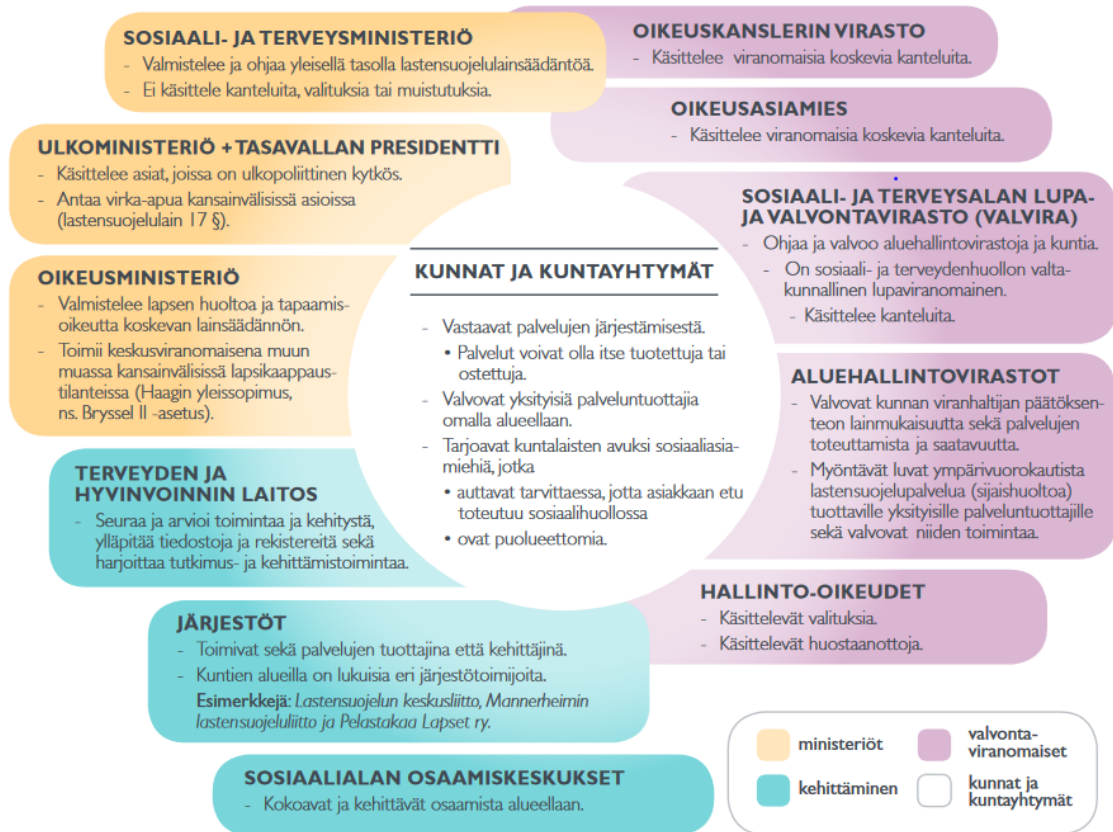 SOSIAALI- JA TERVEYSMINISTERIÖ
- Valmistelee ja ohjaa yleisellä tasolla lastensuojelulainsäädäntöä.
- Ei käsittele kanteluita, valituksia tai muistutuksia.
ULKOMINISTERIÖ + TASAVALLAN PRESIDENTTI
- Käsittelee asiat, joissa on ulkopoliittinen kytkös.
- Antaa virka-apua kansainvälisissä asioissa
(lastensuojelulain 17 §).
OIKEUSMINISTERIÖ
- Valmistelee lapsen huoltoa ja tapaamis-
oikeutta koskevan lainsäädännön.
- Toimii keskusviranomaisena muun
muassa kansainvälisissä lapsikaappaus-
tilanteissa (Haagin yleissopimus,
ns. Bryssel II -asetus).
TERVEYDEN JA
HYVINVOINNIN LAITOS
- Seuraa ja arvioi toimintaa ja kehitystä,
ylläpitää tiedostoja ja rekistereitä sekä
harjoittaa tutkimus- ja kehittämistoimintaa.
JÄRJESTÖT
- Toimivat sekä palvelujen tuottajina että kehittäjinä.
- Kuntien alueilla on lukuisia eri järjestötoimijoita.
Esimerkkejä: Lastensuojelun keskusliitto, Mannerheimin
lastensuojeluliitto ja Pelastakaa Lapset ry.
SOSIAALIALAN OSAAMISKESKUKSET
- Kokoavat ja kehittävät osaamista alueellaan.
KUNNAT JA KUNTAYHTYMÄT
- Vastaavat palvelujen järjestämisestä.
• Palvelut voivat olla itse tuotettuja tai
ostettuja.
- Valvovat yksityisiä palveluntuottajia
omalla alueellaan.
- Tarjoavat kuntalaisten avuksi sosiaaliasia-
miehiä, jotka
• auttavat tarvittaessa, jotta asiakkaan etu
toteutuu sosiaalihuollossa
• ovat puolueettomia.
OIKEUSKANSLERIN VIRASTO
- Käsittelee viranomaisia koskevia kanteluita.
OIKEUSASIAMIES
- Käsittelee viranomaisia koskevia kanteluita.
SOSIAALI- JA TERVEYSALAN LUPA-
JA VALVONTAVIRASTO (VALVIRA)
- Ohjaa ja valvoo aluehallintovirastoja ja kuntia.
- On sosiaali- ja terveydenhuollon valta-
kunnallinen lupaviranomainen.
- Käsittelee kanteluita.
ALUEHALLINTOVIRASTOT
- Valvovat kunnan viranhaltijan päätöksen-
teon lainmukaisuutta sekä palvelujen
toteuttamista ja saatavuutta.
- Myöntävät luvat ympärivuorokautista
lastensuojelupalvelua (sijaishuoltoa)
tuottaville yksityisille palveluntuottajille
sekä valvovat niiden toimintaa.
HALLINTO-OIKEUDET
- Käsittelevät valituksia.
- Käsittelevät huostaanottoja.
ministeriöt
kehittäminen
valvonta-
viranomaiset
kunnat ja
kuntayhtymät